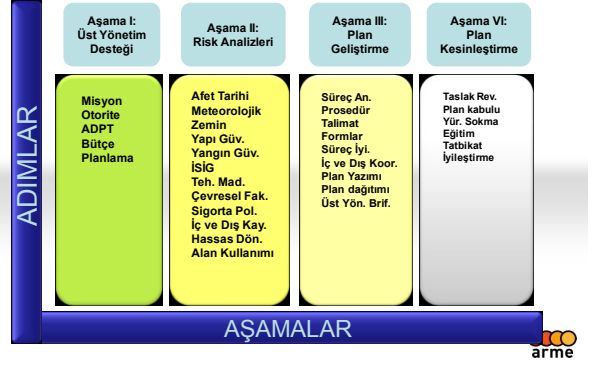 Aşama I:
Üst Yönetim
Desteği
Aşama II:
Risk Analizleri
Aşama III:
Plan
Geliştirme
Aşama VI:
Plan
Kesinleştirme
ADIMLAR
Misyon
Otorite
ADPT
Bütçe
Planlama
Afet Tarihi
Meteorolojik
Zemin
Yapı Güv.
Yangın Güv.
İSİG
Teh. Mad.
Çevresel Fak.
Sigorta Pol.
İç ve Dış Kay.
Hassas Dön.
Alan Kullanımı
Süreç An.
Prosedür
Talimat
Formlar
Süreç İyi.
İç ve Dış Koor.
Plan Yazımı
Plan dağıtımı
Üst Yön. Brif.
Taslak Rev.
Plan kabulu
Yür. Sokma
Eğitim
Tatbikat
İyileştirme
AŞAMALAR
arme